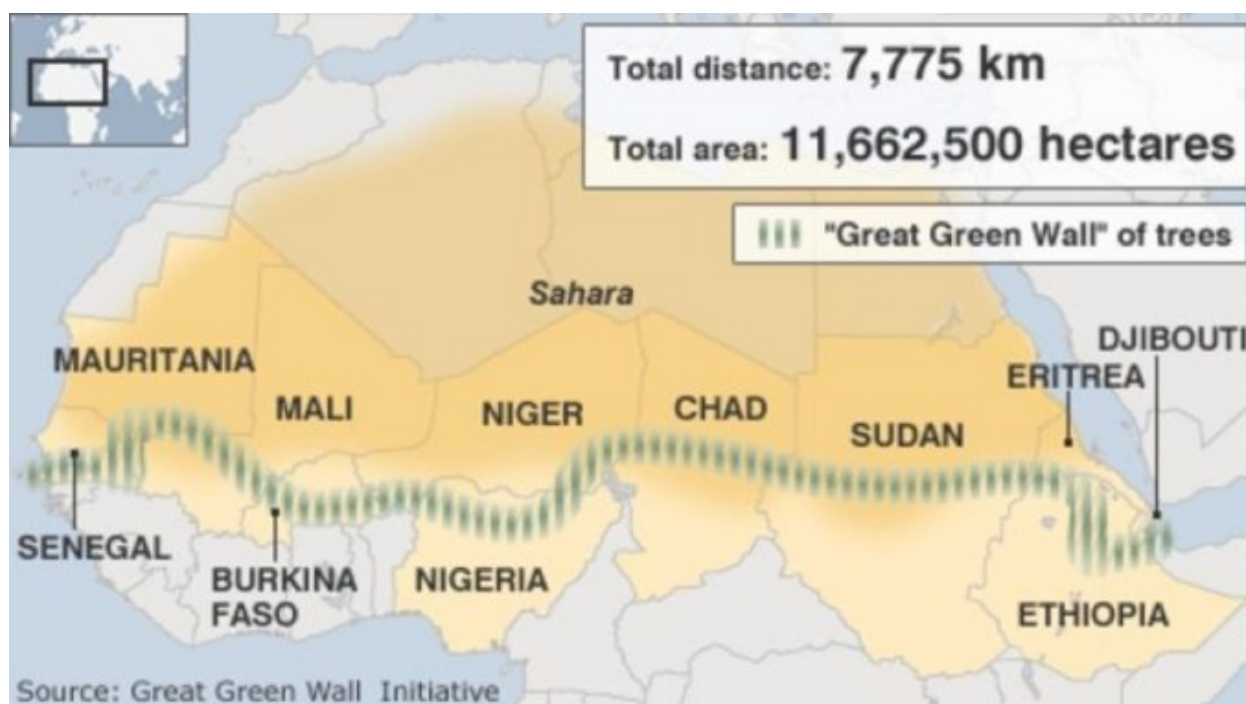 Total distance: 7,775 km
Total area: 11,662,500 hectares
"Great Green Wall" of trees
Sahara
DJIBOUTI
MAURITANIA
ERITREA
MALI
NIGER
CHAD
SUDAN
SENEGAL
BURKINA
FASO
NIGERIA
ETHIOPIA
Source: Great Green Wall Initiative